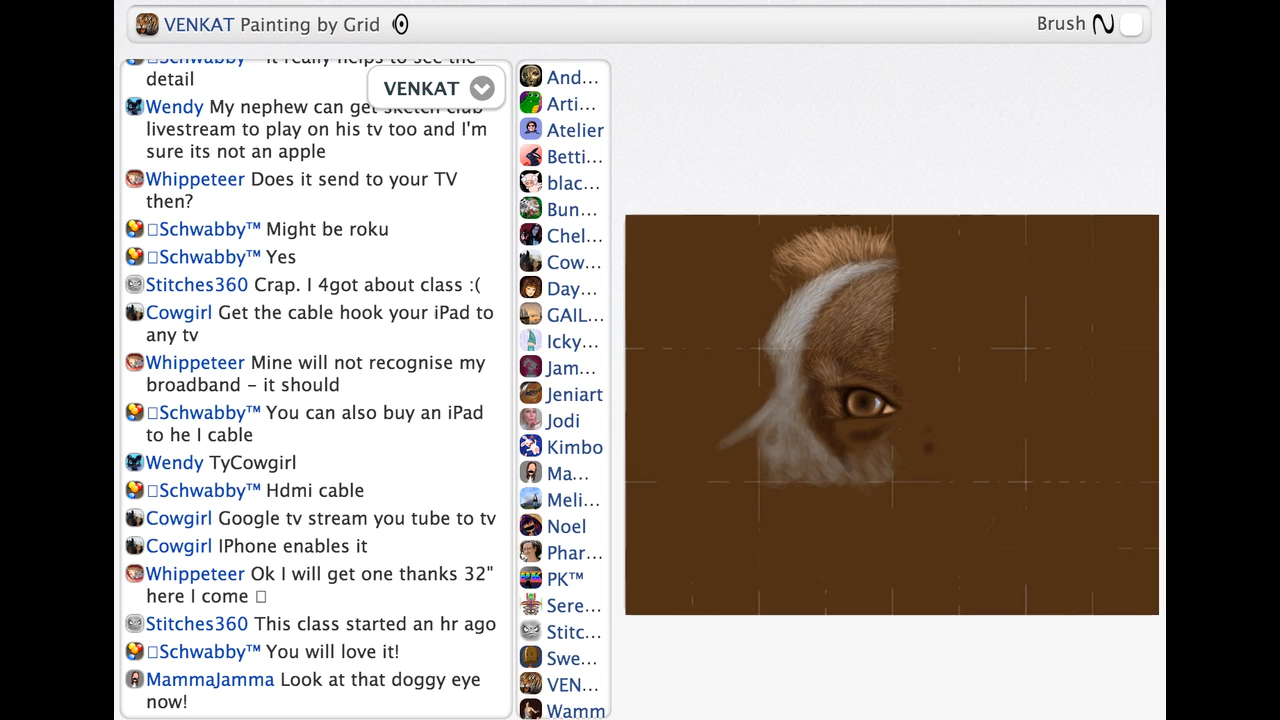 VENKAT Painting by Grid
Brush
Schwabby™ It really helps to see the
detail
VENKAT
Wendy My nephew can get sketch club
livestream to play on his tv too and I'm
sure its not an apple
Whippeteer Does it send to your TV
then?
Schwabby™ Might be roku
Schwabby™ Yes
Stitches360 Crap. I 4got about class :(
Cowgirl Get the cable hook your iPad to
any tv
Whippeteer Mine will not recognise my
broadband – it should
Schwabby™ You can also buy an iPad
to he I cable
Wendy TyCowgirl
Schwabby™ Hdmi cable
Cowgirl Google tv stream you tube to tv
Cowgirl IPhone enables it
Whippeteer Ok I will get one thanks 32"
here I come
Stitches360 This class started an hr ago
Schwabby™ You will love it!
MammaJamma Look at that doggy eye
now!
And...
Arti...
Atelier
Betti...
blac...
Bun...
Chel...
Cow...
Day...
GAIL...
Icky...
Jam...
Jeniart
Jodi
Kimbo
Ma...
Meli...
Noel
Phar...
PK™
Sere...
Stitc...
Swe...
VEN...
Wamm